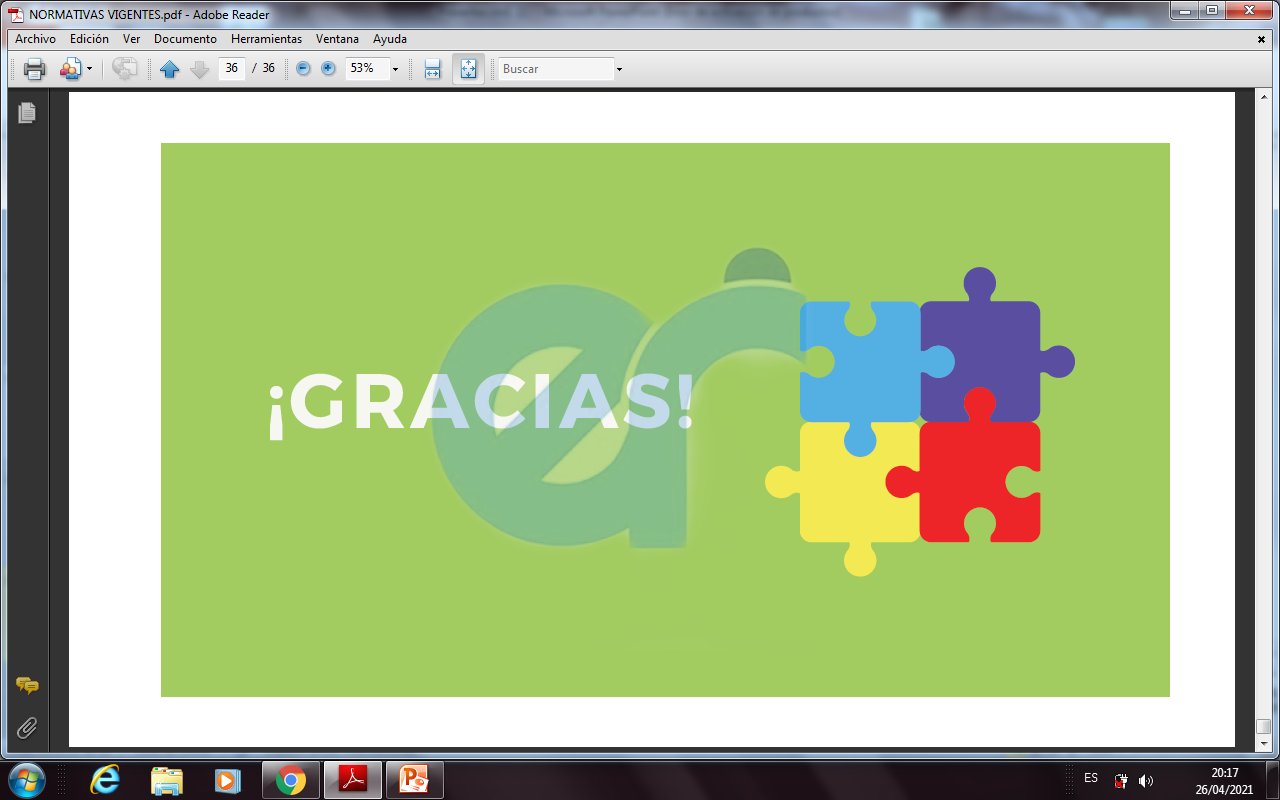 NORMATIVAS VIGENTES.pdf - Adobe Reader
Archivo Edición Ver Documento Herramientas Ventana Ayuda
36 / 36 53% Buscar
¡GRACIAS!
ar
ES
20:17
26/04/2021